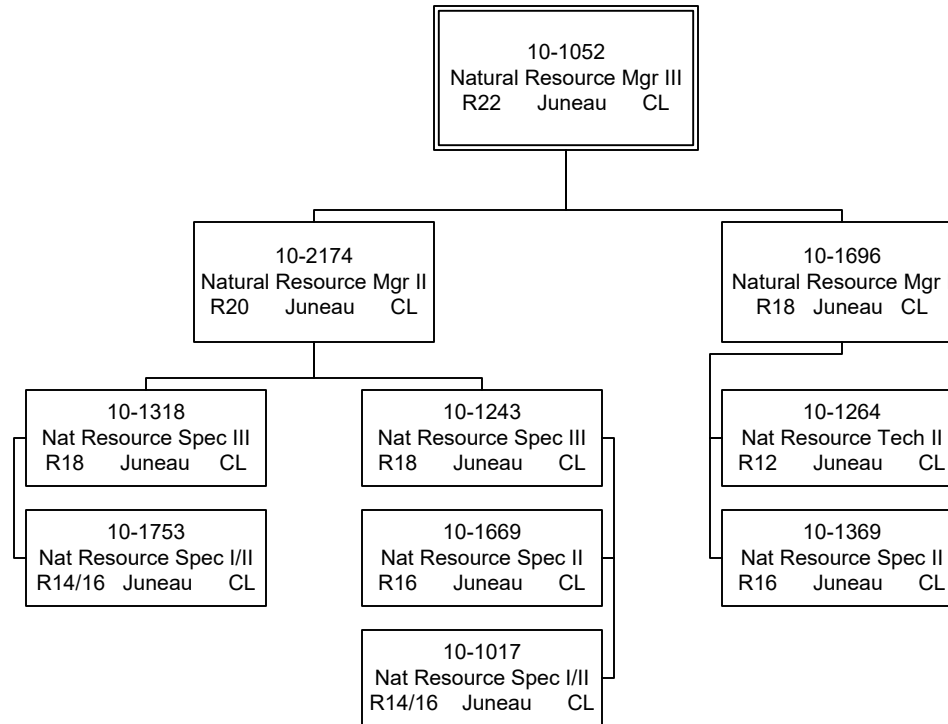 10-1052
Natural Resource Mgr III
R22 Juneau CL
10-2174
Natural Resource Mgr II
R20 Juneau CL
10-1696
Natural Resource Mgr
R18 Juneau CL
10-1318
Nat Resource Spec III
R18 Juneau CL
10-1243
Nat Resource Spec III
R18 Juneau CL
10-1264
Nat Resource Tech II
R12 Juneau CL
10-1753
Nat Resource Spec I/II
R14/16 Juneau CL
10-1669
Nat Resource Spec II
R16 Juneau CL
10-1369
Nat Resource Spec II
R16 Juneau CL
10-1017
Nat Resource Spec I/II
R14/16 Juneau CL